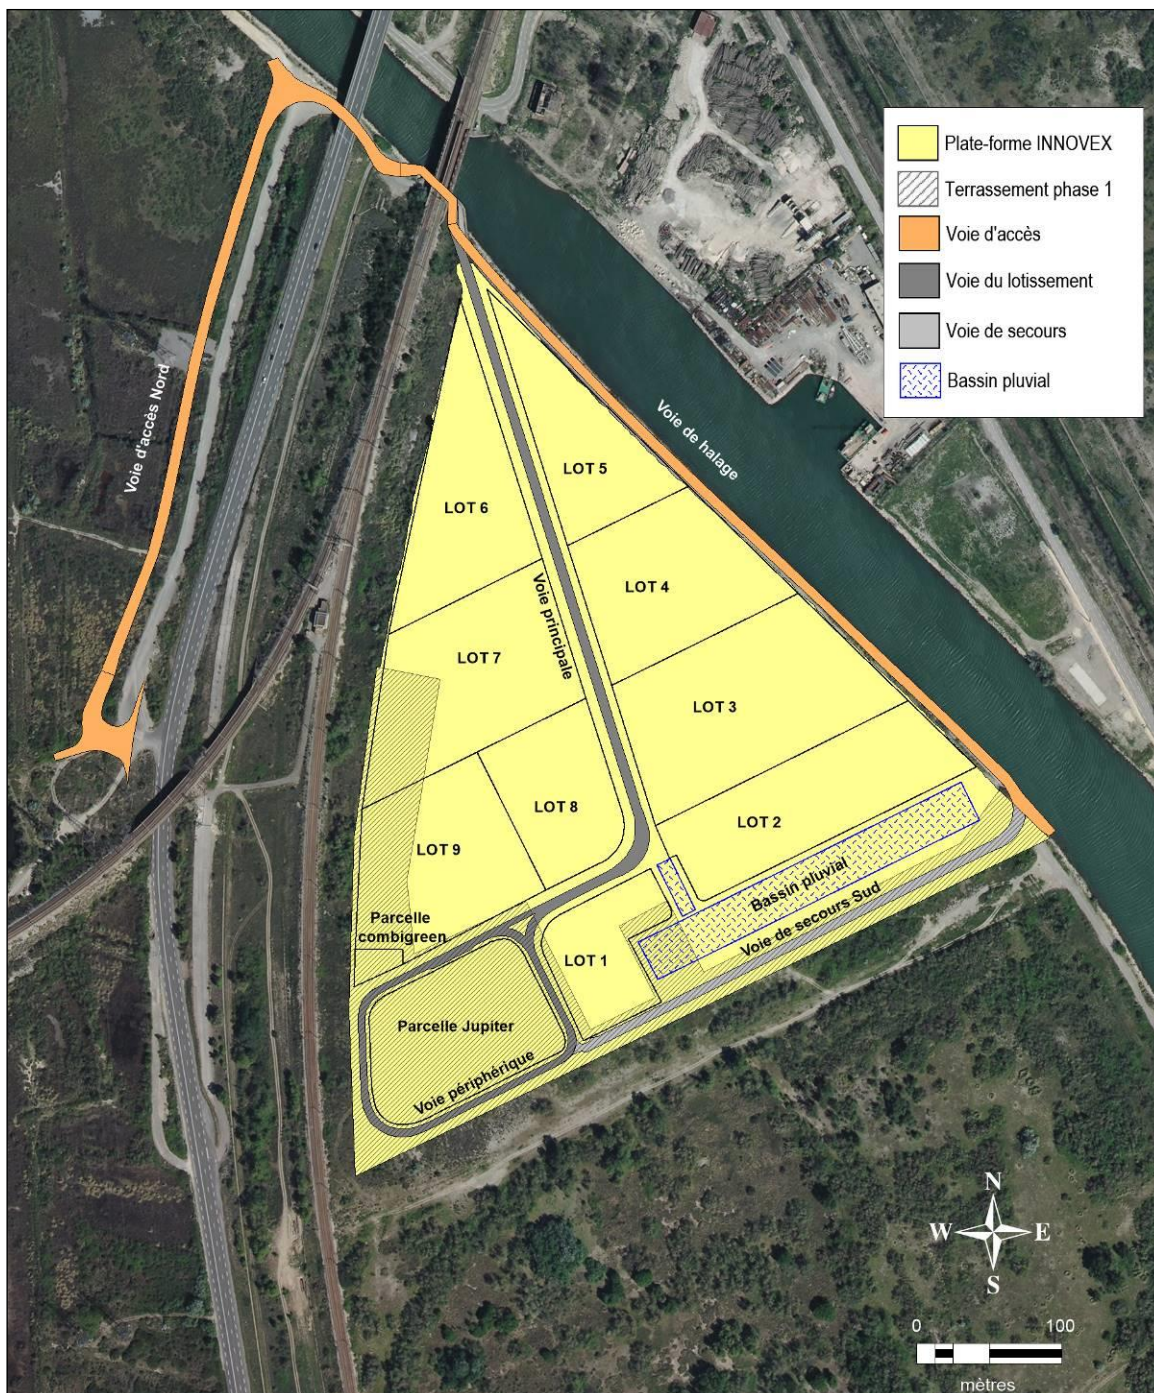 Plate-forme INNOVEX
Terrassement phase 1
Voie d'accès
Voie du lotissement
Voie de secours
Bassin pluvial
Voie d'accès Nord
Voie de halage
LOT 5
LOT 6
LOT 4
Voie principale
LOT 7
LOT 3
LOT 8
LOT 2
LOT 9
Bassin pluvial
Parcelle
combigreen
Voie de secours Sud
LOT 1
Parcelle Jupiter
Voie périphérique
N
W
E
S
0
100
mètres